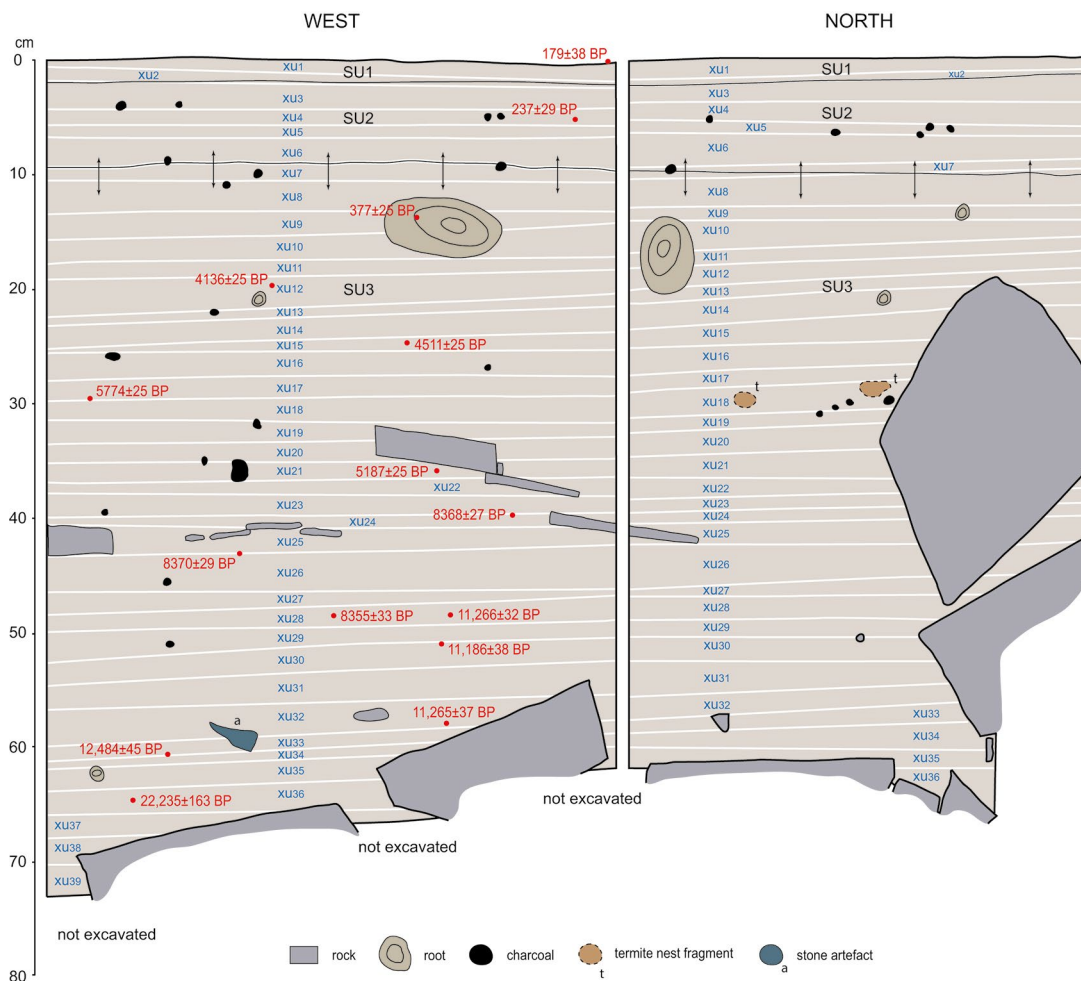 WEST
NORTH
cm
0
10
20
30
40
50
60
70
80
179±38 BP
xu1
SU1
xu2
xu3
237±29 BP
xu4
SU2
xu5
xu6
xu7
xu8
377±25 BP
xu9
xu10
xu11
4136±25 BP
xu12
SU3
xu13
xu14
xu15
4511±25 BP
xu16
5774±25 BP
xu17
xu18
xu19
xu20
xu21
5187±25 BP
xu22
xu23
8368±27 BP
xu24
xu25
8370±29 BP
xu26
xu27
xu28
8355±33 BP
11,266±32 BP
xu29
11,186±38 BP
xu30
xu31
xu32
11,265±37 BP
a
xu33
12,484±45 BP
xu34
xu35
xu36
22,235±163 BP
xu37
xu38
xu39
not excavated
not excavated
not excavated
xu1
SU1
xu2
xu3
xu4
SU2
xu5
xu6
xu7
xu8
xu9
xu10
xu11
xu12
xu13
SU3
xu14
xu15
xu16
xu17
t
t
xu18
xu19
xu20
xu21
xu22
xu23
xu24
xu25
xu26
xu27
xu28
xu29
xu30
xu31
xu32
xu33
xu34
xu35
xu36
rock
root
charcoal
t
termite nest fragment
a
stone artefact